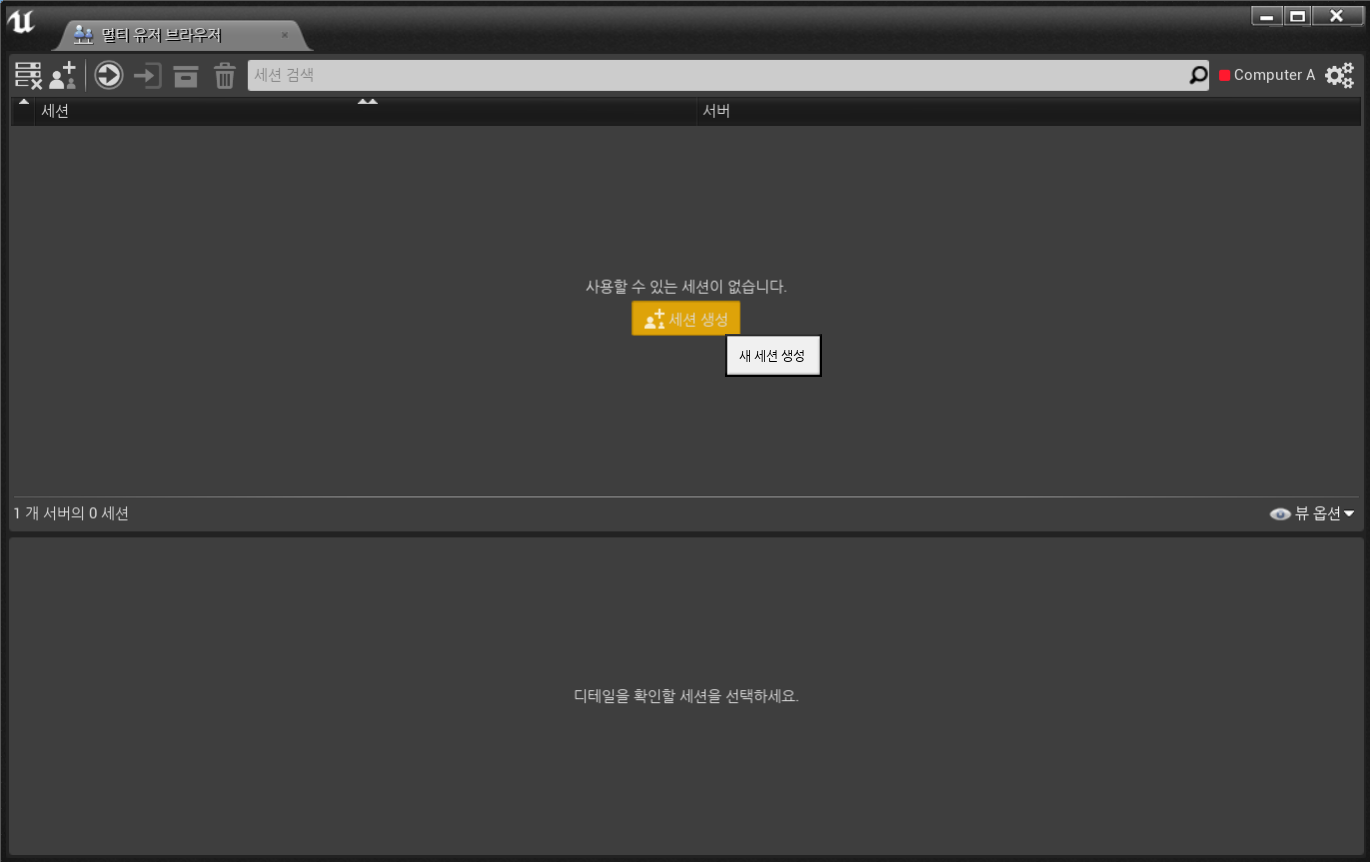 멀티 유저 브라우저
세션 검색
Computer A
세션
서버
사용할 수 있는 세션이 없습니다.
세션 생성
새 세션 생성
1 개 서버의 0 세션
뷰 옵션
디테일을 확인할 세션을 선택하세요.